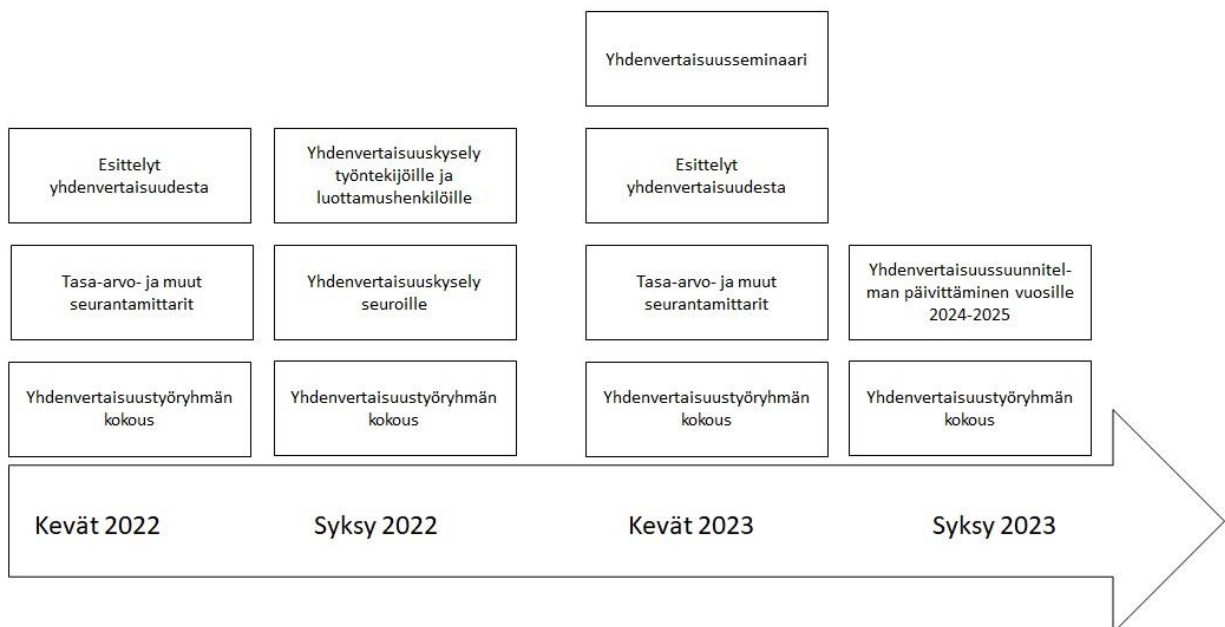 Yhdenvertaisuusseminaari
Esittelyt
yhdenvertaisuudesta
Yhdenvertaisuuskysely
työntekijöille ja
luottamushenkilöille
Esittelyt
yhdenvertaisuudesta
Tasa-arvo- ja muut
seurantamittarit
Yhdenvertaisuuskysely
seuroille
Tasa-arvo- ja muut
seurantamittarit
Yhdenvertaisuussuunnitel-
man päivittäminen vuosille
2024-2025
Yhdenvertaisuustyöryhmän
kokous
Yhdenvertaisuustyöryhmän
kokous
Yhdenvertaisuustyöryhmän
kokous
Yhdenvertaisuustyöryhmän
kokous
Kevät 2022
Syksy 2022
Kevät 2023
Syksy 2023